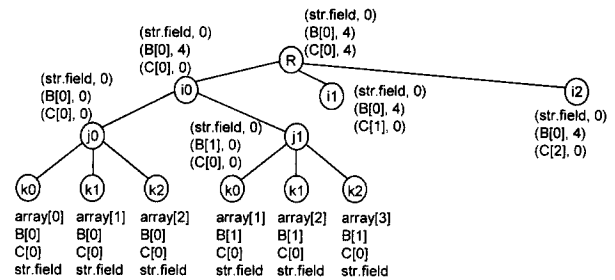 (str.field, 0)
(B[0], 4)
(C[0], 4)
R
(str.field, 0)
(B[0], 4)
(C[0], 0)
i0
i1
(str.field, 0)
(B[0], 4)
(C[1], 0)
i2
(str.field, 0)
(B[0], 4)
(C[2], 0)
(str.field, 0)
(B[0], 0)
(C[0], 0)
j0
(str.field, 0)
(B[1], 0)
(C[0], 0)
j1
k0 k1 k2 k0 k1 k2
array[0] array[1] array[2] array[1] array[2] array[3]
B[0] B[0] B[0] B[1] B[1] B[1]
C[0] C[0] C[0] C[0] C[0] C[0]
str.field str.field str.field str.field str.field str.field